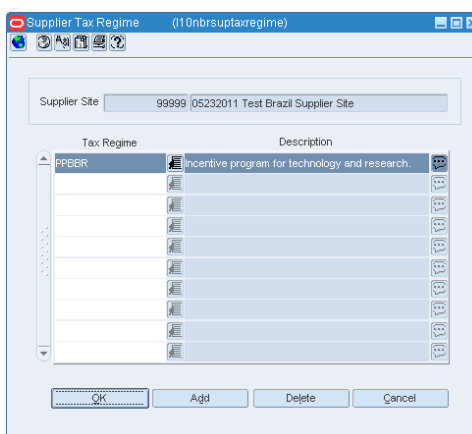 Supplier Tax Regime (l10nbrsuptaxregime)
Supplier Site 99999 05232011 Test Brazil Supplier Site
Tax Regime Description
PPBBR Incentive program for technology and research.
OK Add Delete Cancel